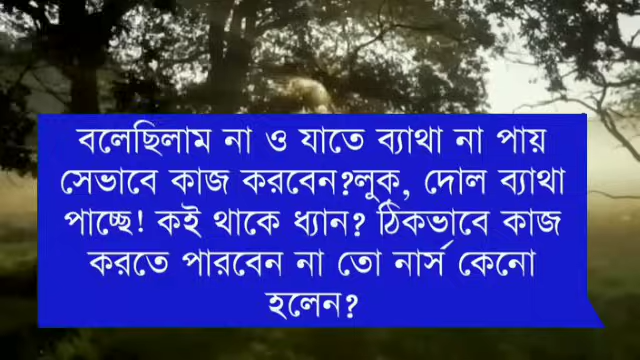 বলেছিলাম না ও যাতে ব্যাথা না পায়
সেভাবে কাজ করবেন?লুক, দোল ব্যাথা
পাচ্ছে! কই থাকে ধ্যান? ঠিকভাবে কাজ
করতে পারবেন না তো নার্স কেনো
হলেন?